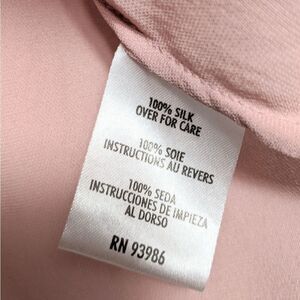 100% SILK
OVER FOR CARE
100% SOIE
INSTRUCTIONS AU REVERS
100% SEDA
INSTRUCCIONES DE IMPIEZA
AL DORSO
RN 93986